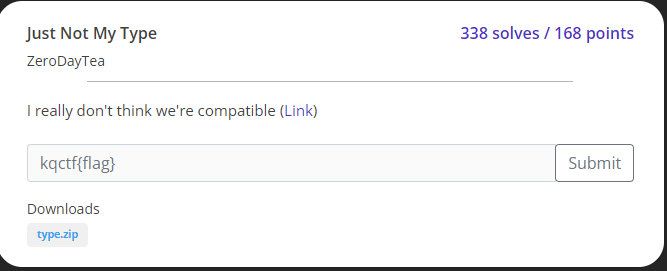 Just Not My Type
338 solves / 168 points
ZeroDayTea
I really don't think we're compatible (Link)
kqctf{flag}
Submit
Downloads
type.zip